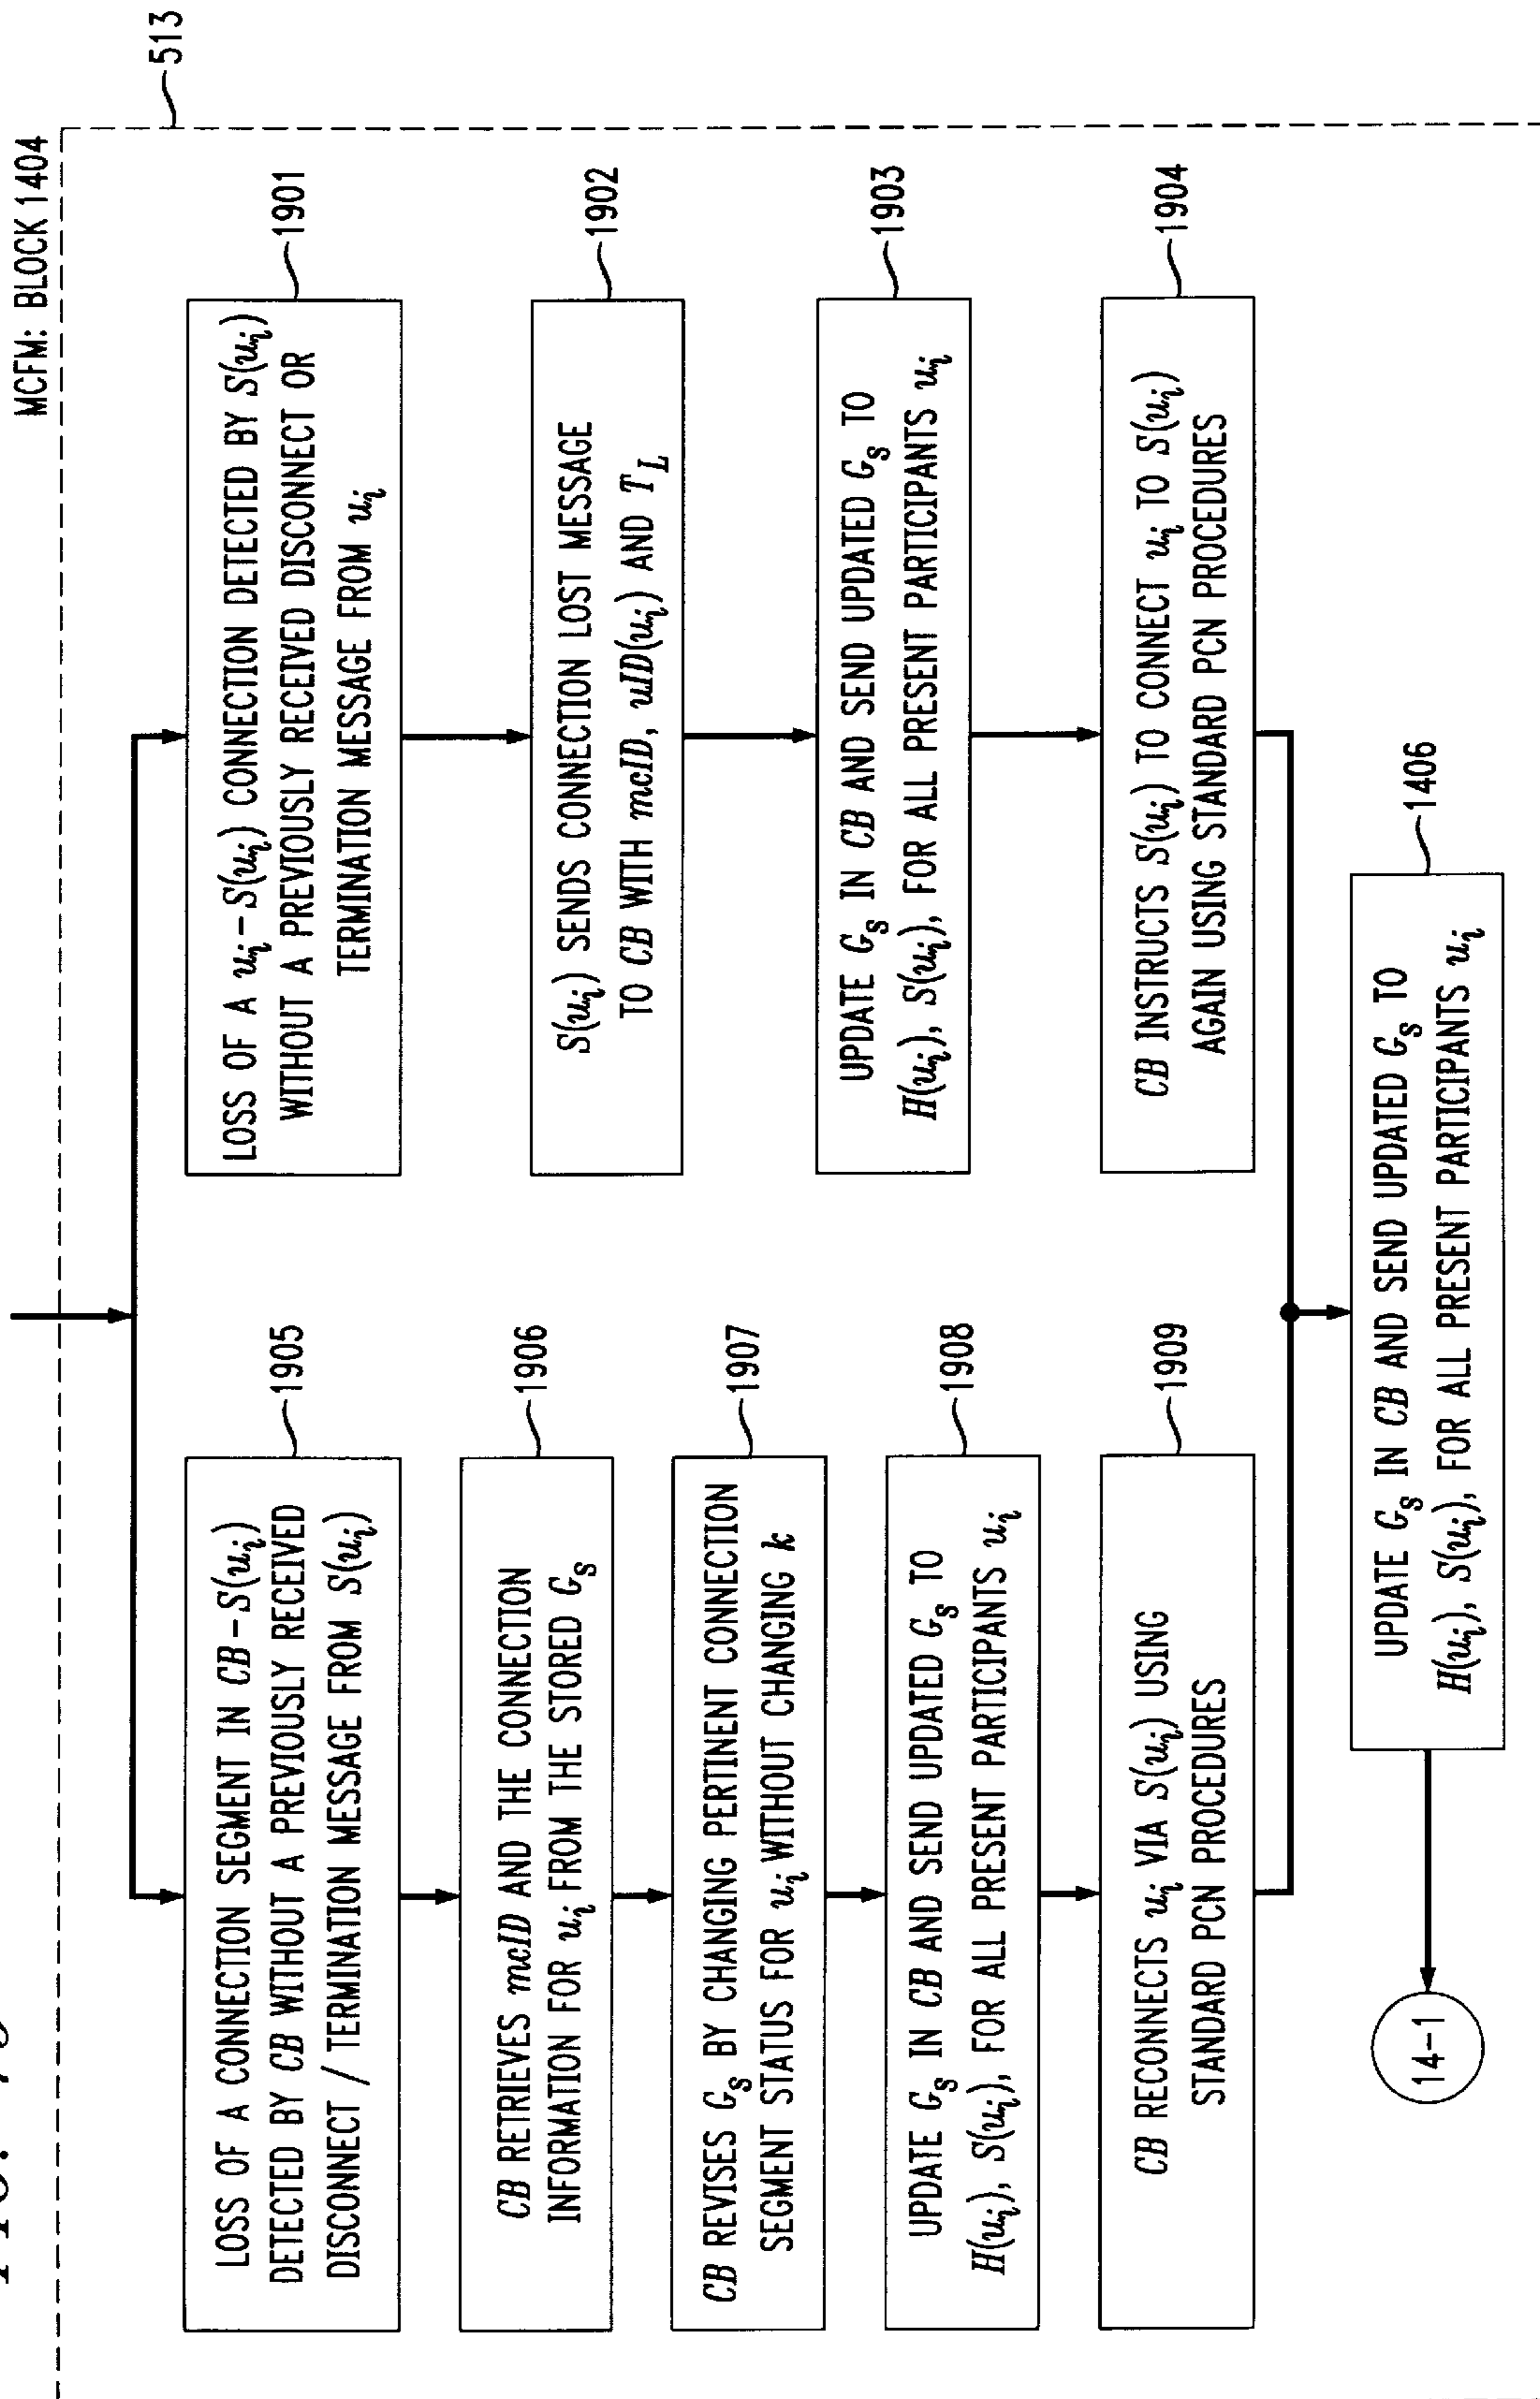 MCFM: BLOCK 1404
513
LOSS OF A CONNECTION SEGMENT IN CB-S(uᵢ)
DETECTED BY CB WITHOUT A PREVIOUSLY RECEIVED
DISCONNECT / TERMINATION MESSAGE FROM S(uᵢ)
1905
CB RETRIEVES mcID AND THE CONNECTION
INFORMATION FOR uᵢ FROM THE STORED Gₛ
1906
CB REVISES Gₛ BY CHANGING PERTINENT CONNECTION
SEGMENT STATUS FOR uᵢ WITHOUT CHANGING k
1907
UPDATE Gₛ IN CB AND SEND UPDATED Gₛ TO
H(uᵢ), S(uᵢ), FOR ALL PRESENT PARTICIPANTS uᵢ
1908
CB RECONNECTS uᵢ VIA S(uᵢ) USING
STANDARD PCN PROCEDURES
1909
LOSS OF A uᵢ-S(uᵢ) CONNECTION DETECTED BY S(uᵢ)
WITHOUT A PREVIOUSLY RECEIVED DISCONNECT OR
TERMINATION MESSAGE FROM uᵢ
1901
S(uᵢ) SENDS CONNECTION LOST MESSAGE
TO CB WITH mcID, uID(uᵢ) AND T_L
1902
UPDATE Gₛ IN CB AND SEND UPDATED Gₛ TO
H(uᵢ), S(uᵢ), FOR ALL PRESENT PARTICIPANTS uᵢ
1903
CB INSTRUCTS S(uᵢ) TO CONNECT uᵢ TO S(uᵢ)
AGAIN USING STANDARD PCN PROCEDURES
1904
UPDATE Gₛ IN CB AND SEND UPDATED Gₛ TO
H(uᵢ), S(uᵢ), FOR ALL PRESENT PARTICIPANTS uᵢ
1406
14-1